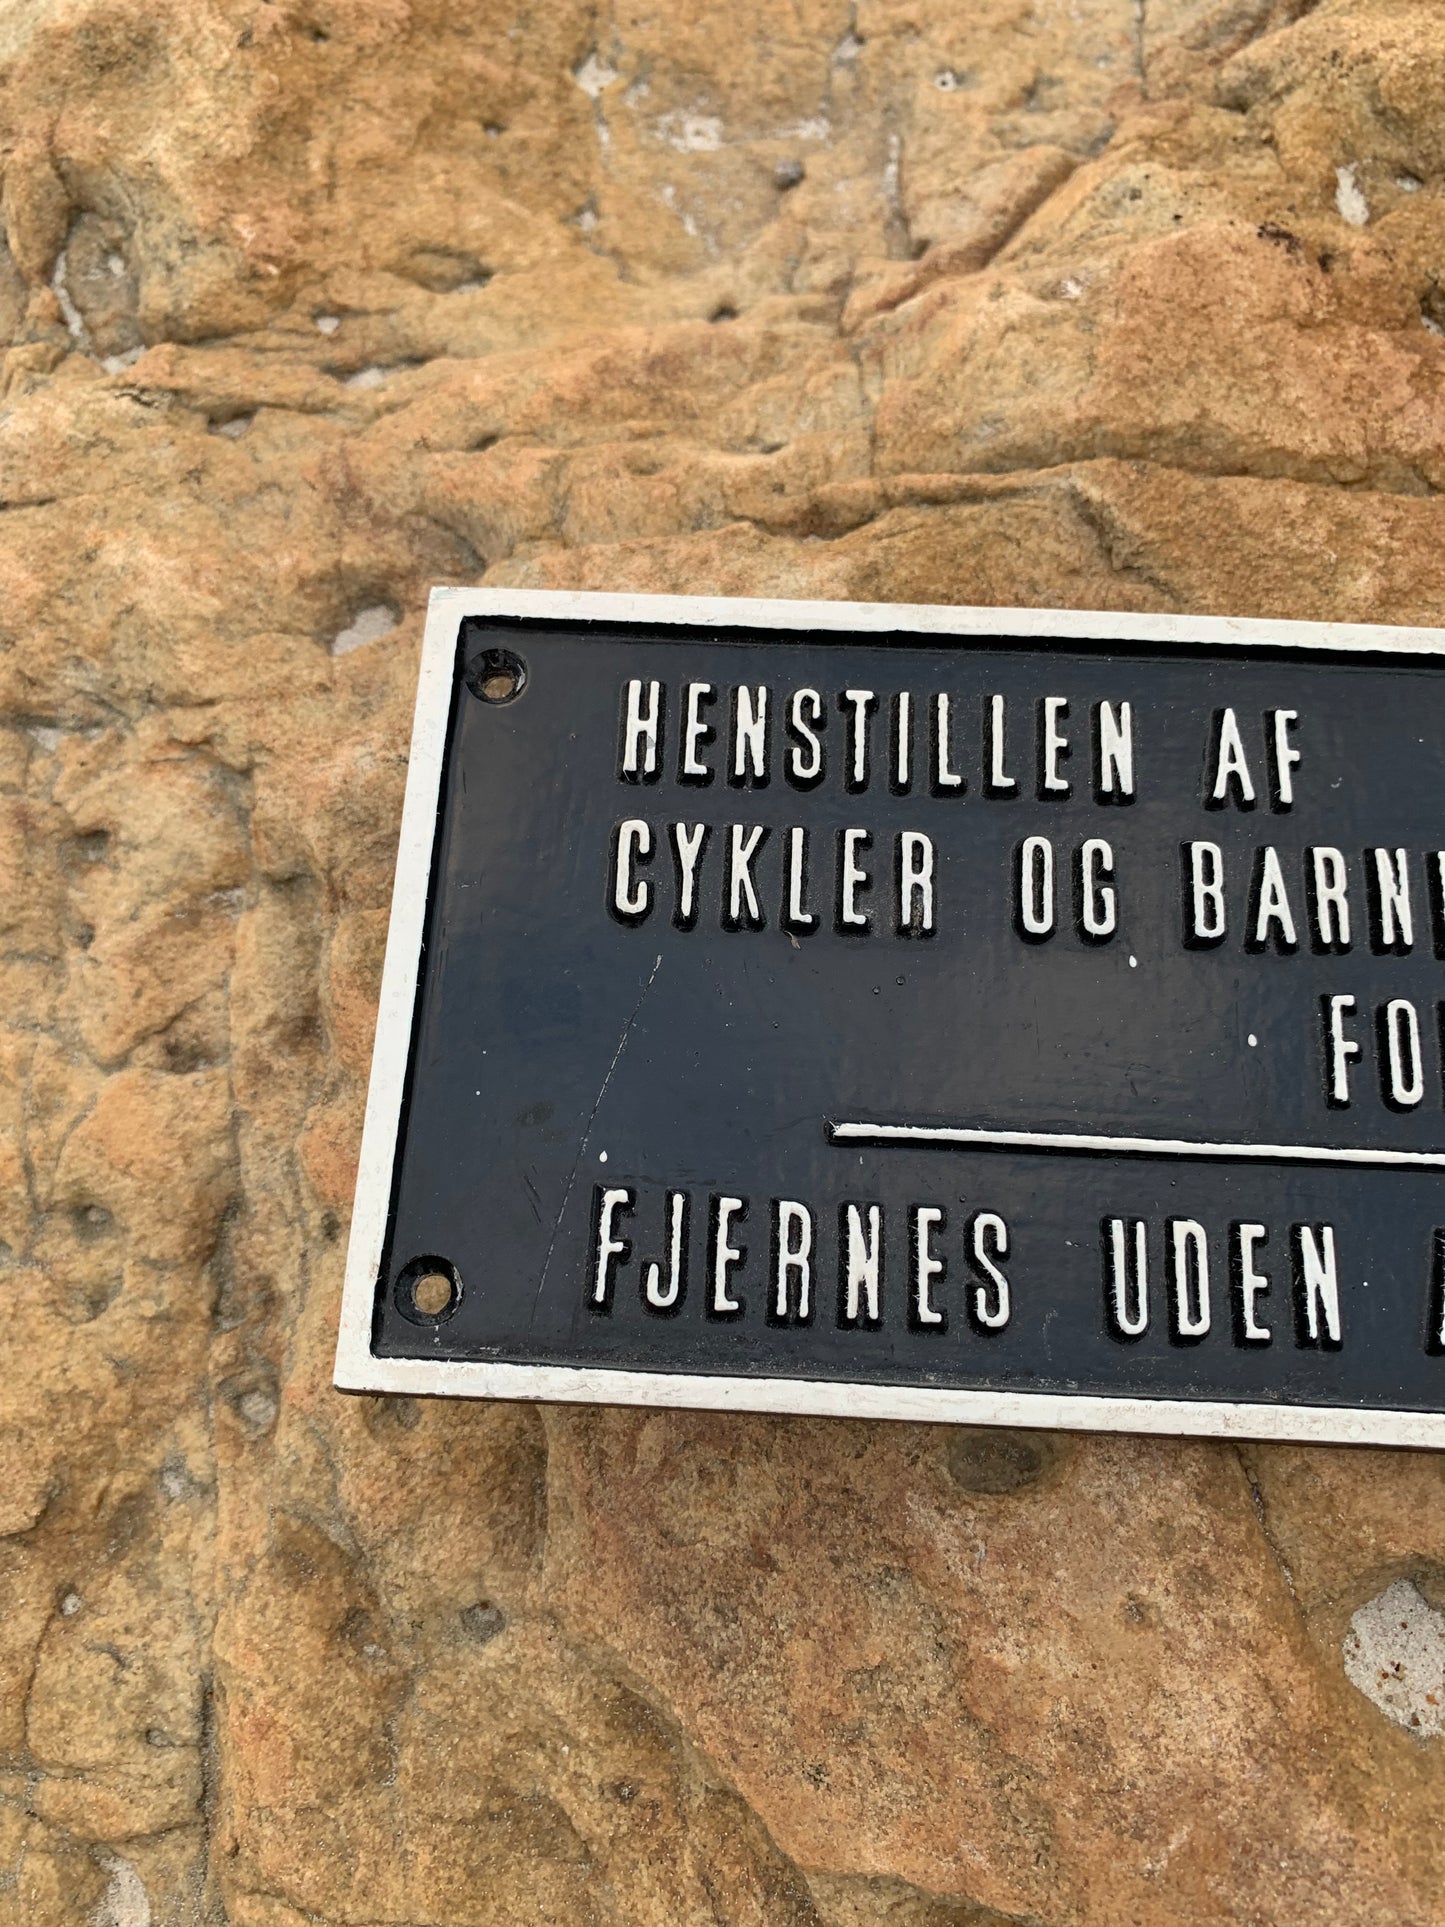 HENSTILLEN AF
CYKLER OG
FJERNES UDEN